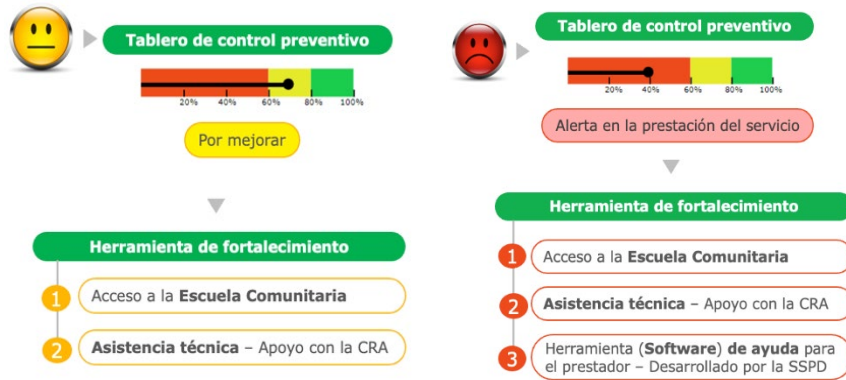 Tablero de control preventivo
20% 40% 60% 80% 100%
Por mejorar
Herramienta de fortalecimiento
1 Acceso a la Escuela Comunitaria
2 Asistencia técnica – Apoyo con la CRA
Tablero de control preventivo
20% 40% 60% 80% 100%
Alerta en la prestación del servicio
Herramienta de fortalecimiento
1 Acceso a la Escuela Comunitaria
2 Asistencia técnica – Apoyo con la CRA
3 Herramienta (Software) de ayuda para
el prestador – Desarrollado por la SSPD